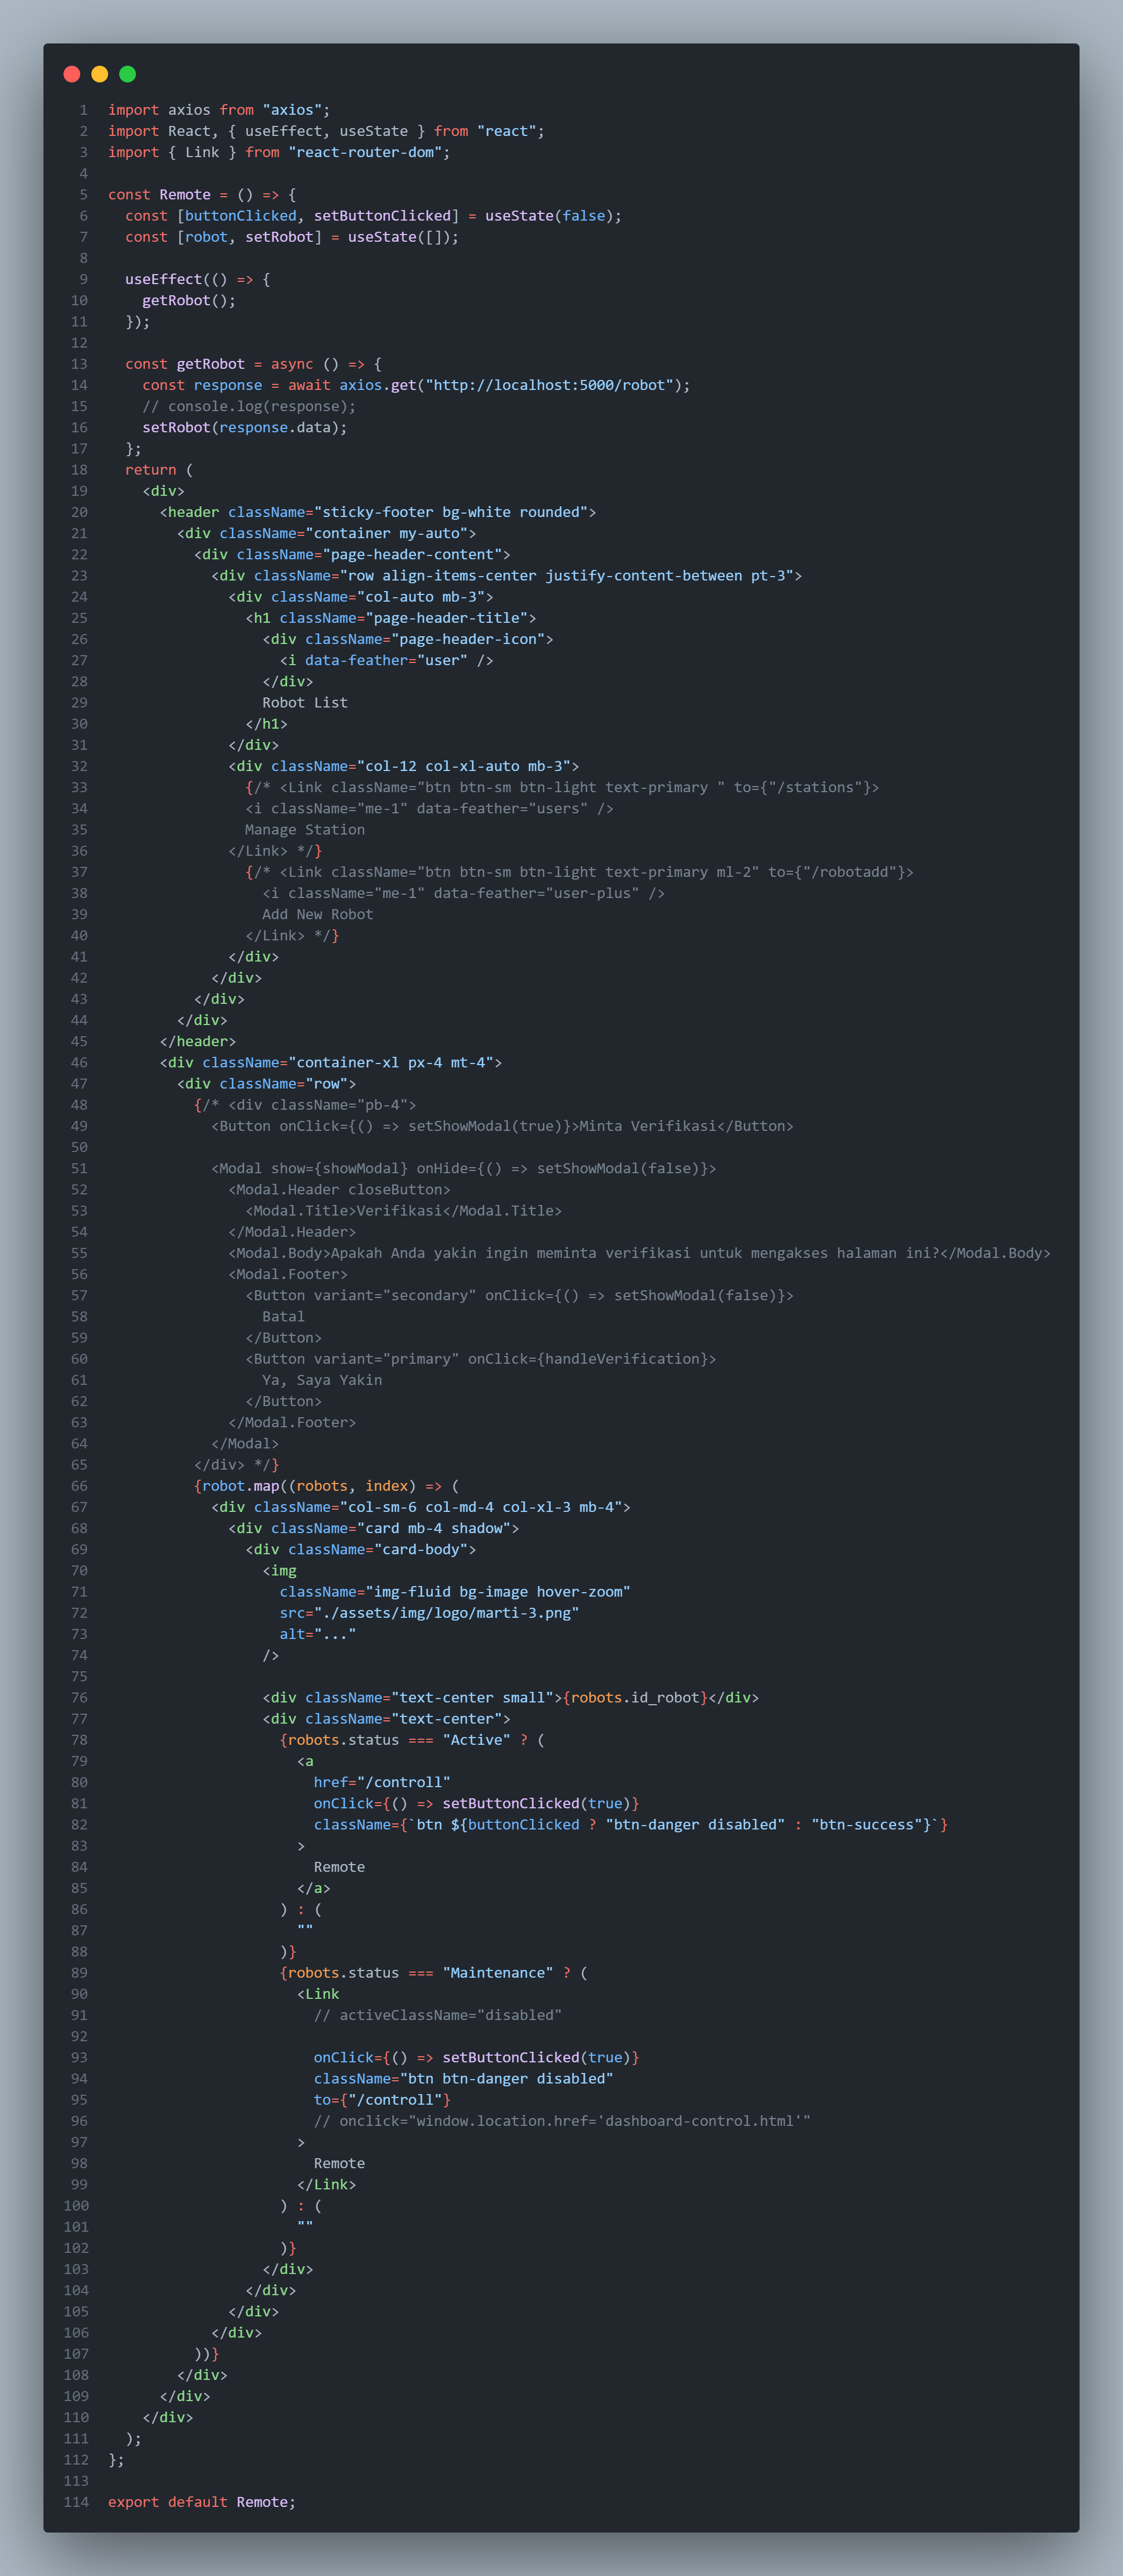 1 import axios from "axios";
2 import React, { useEffect, useState } from "react";
3 import { Link } from "react-router-dom";
4
5 const Remote = () => {
6   const [buttonClicked, setButtonClicked] = useState(false);
7   const [robot, setRobot] = useState([]);
8
9   useEffect(() => {
10     getRobot();
11   });
12
13   const getRobot = async () => {
14     const response = await axios.get("http://localhost:5000/robot");
15     // console.log(response);
16     setRobot(response.data);
17   };
18   return (
19     <div>
20       <header className="sticky-footer bg-white rounded">
21         <div className="container my-auto">
22           <div className="page-header-content">
23             <div className="row align-items-center justify-content-between pt-3">
24               <div className="col-auto mb-3">
25                 <h1 className="page-header-title">
26                   <div className="page-header-icon">
27                     <i data-feather="user" />
28                   </div>
29                   Robot List
30                 </h1>
31               </div>
32               <div className="col-12 col-xl-auto mb-3">
33                 {/* <Link className="btn btn-sm btn-light text-primary " to={"/stations"}>
34                 <i className="me-1" data-feather="users" />
35                 Manage Station
36               </Link> */}
37                 {/* <Link className="btn btn-sm btn-light text-primary ml-2" to={"/robotadd"}>
38                   <i className="me-1" data-feather="user-plus" />
39                   Add New Robot
40                 </Link> */}
41               </div>
42             </div>
43           </div>
44         </div>
45       </header>
46       <div className="container-xl px-4 mt-4">
47         <div className="row">
48           {/* <div className="pb-4">
49             <Button onClick={() => setShowModal(true)}>Minta Verifikasi</Button>
50
51             <Modal show={showModal} onHide={() => setShowModal(false)}>
52               <Modal.Header closeButton>
53                 <Modal.Title>Verifikasi</Modal.Title>
54               </Modal.Header>
55               <Modal.Body>Apakah Anda yakin ingin meminta verifikasi untuk mengakses halaman ini?</Modal.Body>
56               <Modal.Footer>
57                 <Button variant="secondary" onClick={() => setShowModal(false)}>
58                   Batal
59                 </Button>
60                 <Button variant="primary" onClick={handleVerification}>
61                   Ya, Saya Yakin
62                 </Button>
63               </Modal.Footer>
64             </Modal>
65           </div> */}
66           {robot.map((robots, index) => (
67             <div className="col-sm-6 col-md-4 col-xl-3 mb-4">
68               <div className="card mb-4 shadow">
69                 <div className="card-body">
70                   <img
71                     className="img-fluid bg-image hover-zoom"
72                     src="./assets/img/logo/marti-3.png"
73                     alt="..."
74                   />
75
76                   <div className="text-center small">{robots.id_robot}</div>
77                   <div className="text-center">
78                     {robots.status === "Active" ? (
79                       <a
80                         href="/controll"
81                         onClick={() => setButtonClicked(true)}
82                         className={`btn ${buttonClicked ? "btn-danger disabled" : "btn-success"}`}
83                       >
84                         Remote
85                       </a>
86                     ) : (
87                       ""
88                     )}
89                     {robots.status === "Maintenance" ? (
90                       <Link
91                         // activeClassName="disabled"
92
93                         onClick={() => setButtonClicked(true)}
94                         className="btn btn-danger disabled"
95                         to={"/controll"}
96                         // onclick="window.location.href='dashboard-control.html'"
97                       >
98                         Remote
99                       </Link>
100                     ) : (
101                       ""
102                     )}
103                   </div>
104                 </div>
105               </div>
106             </div>
107           ))}
108         </div>
109       </div>
110     </div>
111   );
112 };
113
114 export default Remote;